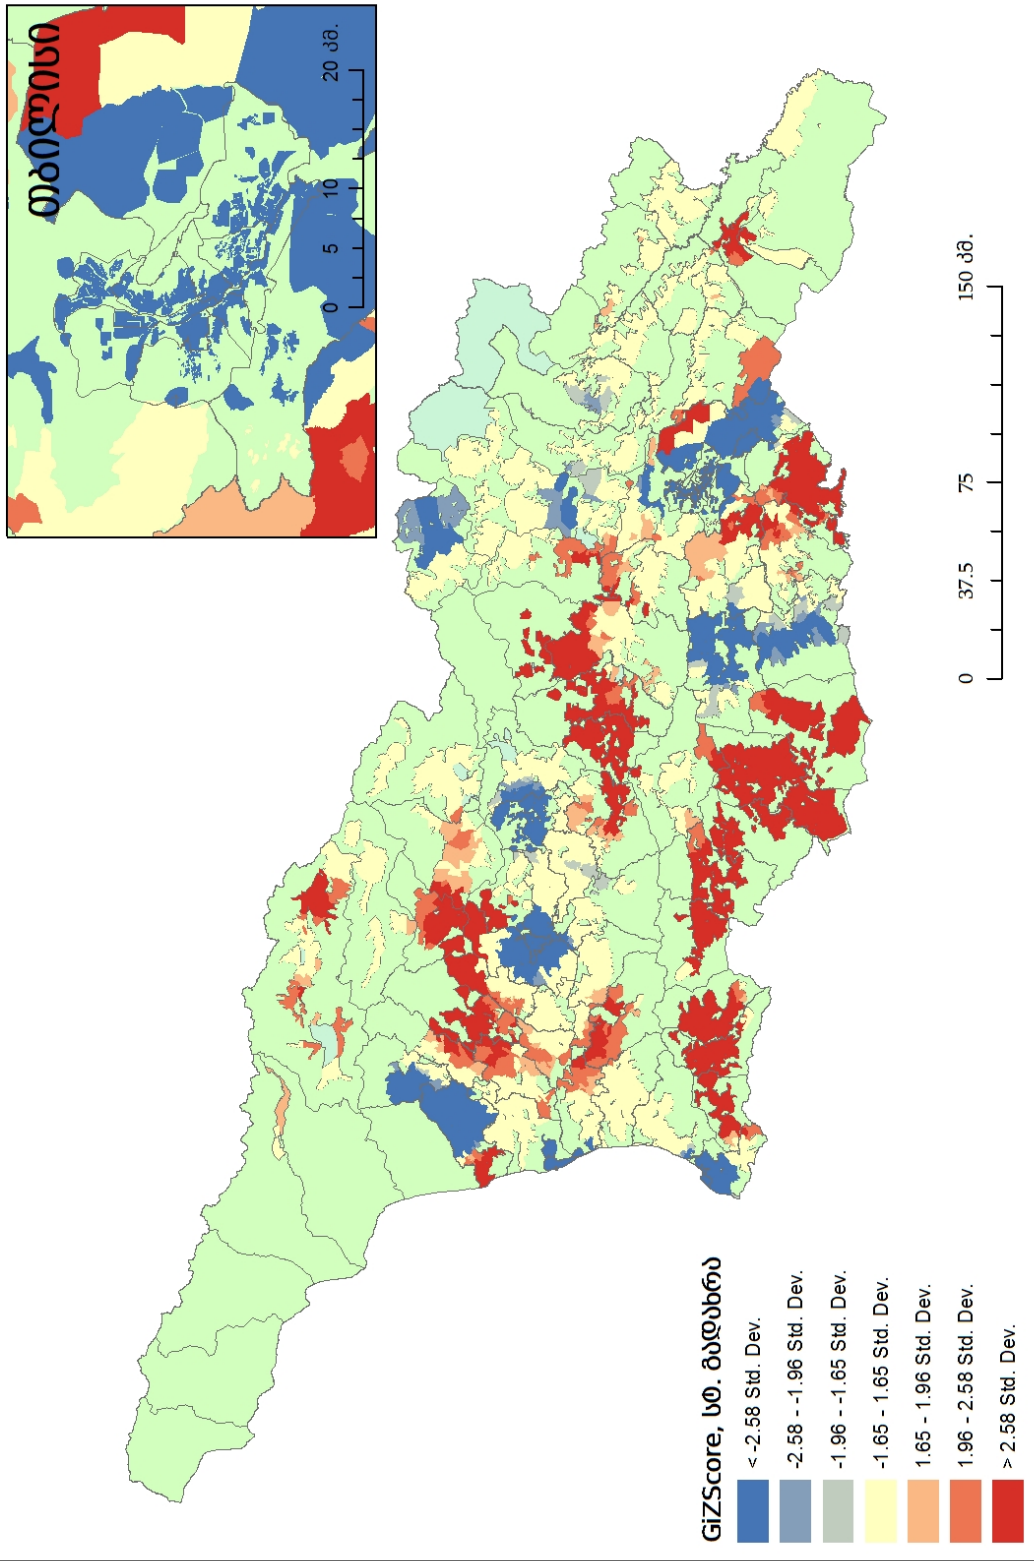 თბილისი
0 5 10 20 კმ.
GiZScore, სტ. გადახრა
< -2.58 Std. Dev.
-2.58 - -1.96 Std. Dev.
-1.96 - -1.65 Std. Dev.
-1.65 - 1.65 Std. Dev.
1.65 - 1.96 Std. Dev.
1.96 - 2.58 Std. Dev.
> 2.58 Std. Dev.
0 37.5 75 150 კმ.